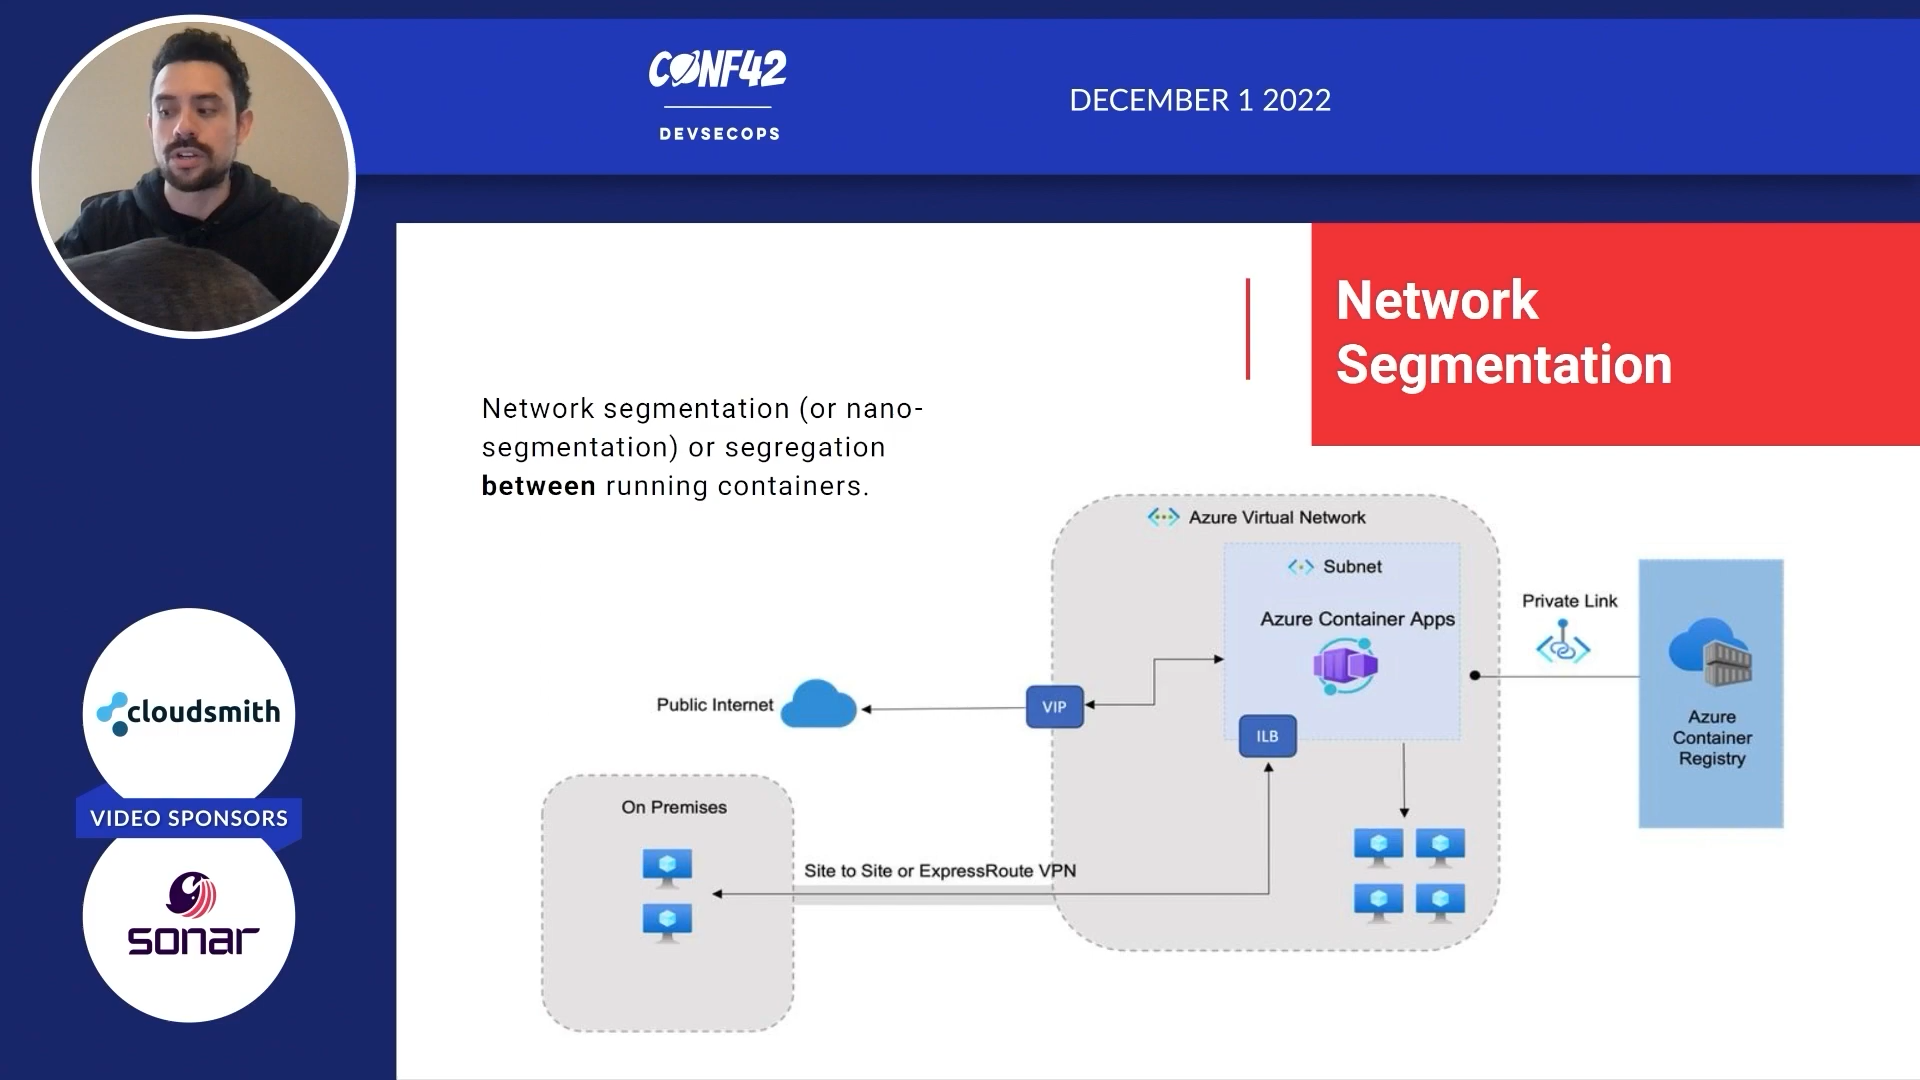 CONF42
DEVSECOPS
DECEMBER 1 2022
Network
Segmentation
Network segmentation (or nano-
segmentation) or segregation
between running containers.
Azure Virtual Network
Subnet
Azure Container Apps
Private Link
Public Internet
VIP
ILB
Azure
Container
Registry
On Premises
Site to Site or ExpressRoute VPN
cloudsmith
VIDEO SPONSORS
sonar